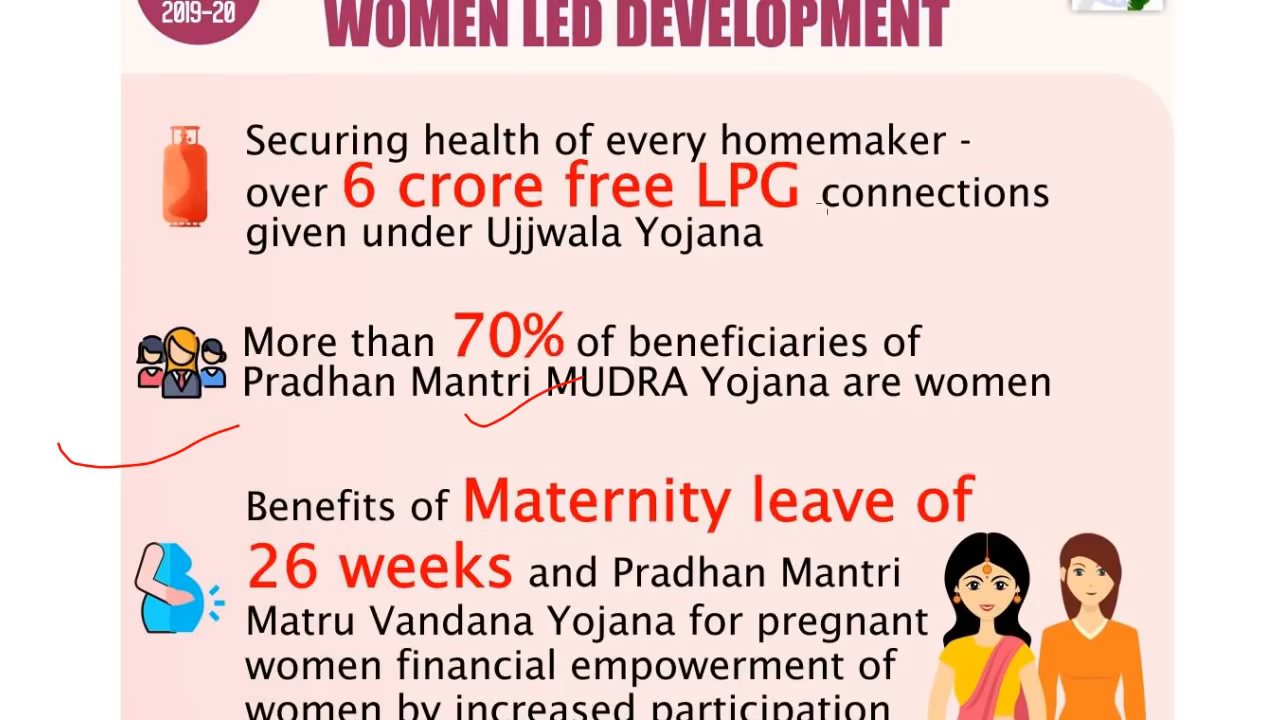 2019-20
WOMEN LED DEVELOPMENT
Securing health of every homemaker -
over 6 crore free LPG connections
given under Ujjwala Yojana
More than 70% of beneficiaries of
Pradhan Mantri MUDRA Yojana are women
Benefits of Maternity leave of
26 weeks and Pradhan Mantri
Matru Vandana Yojana for pregnant
women financial empowerment of
women by increased participation